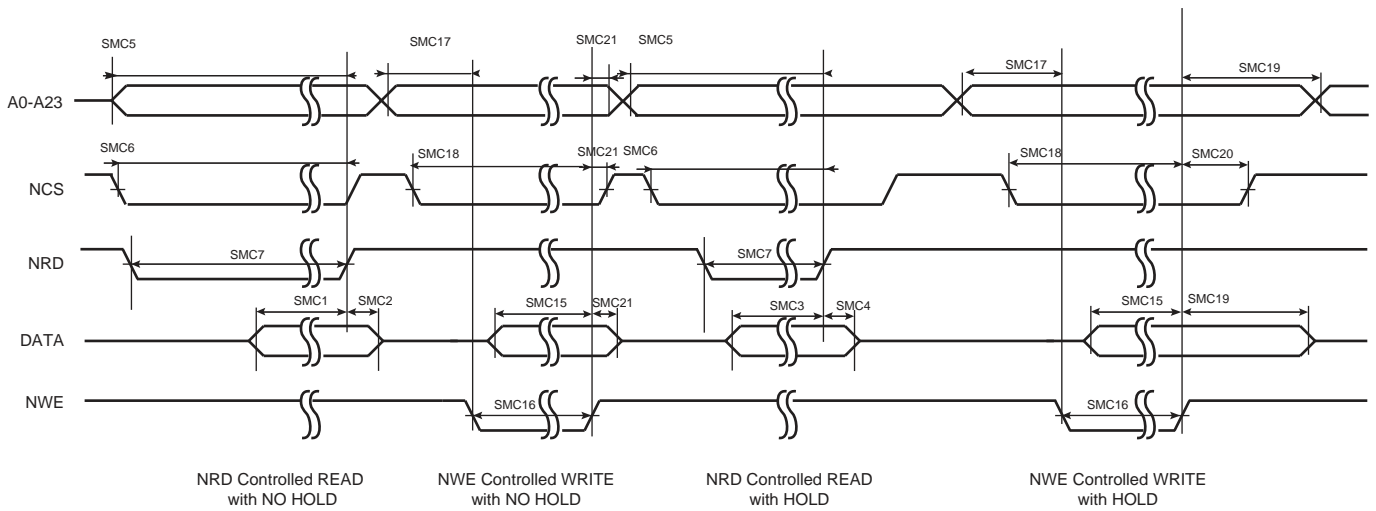 SMC5
SMC17
SMC21
SMC5
SMC17
SMC19
A0-A23
SMC6
SMC18
SMC21
SMC6
SMC18
SMC20
NCS
NRD
SMC7
SMC7
SMC1
SMC2
SMC15
SMC21
SMC3
SMC4
SMC15
SMC19
DATA
NWE
SMC16
SMC16
NRD Controlled READ
with NO HOLD
NWE Controlled WRITE
with NO HOLD
NRD Controlled READ
with HOLD
NWE Controlled WRITE
with HOLD